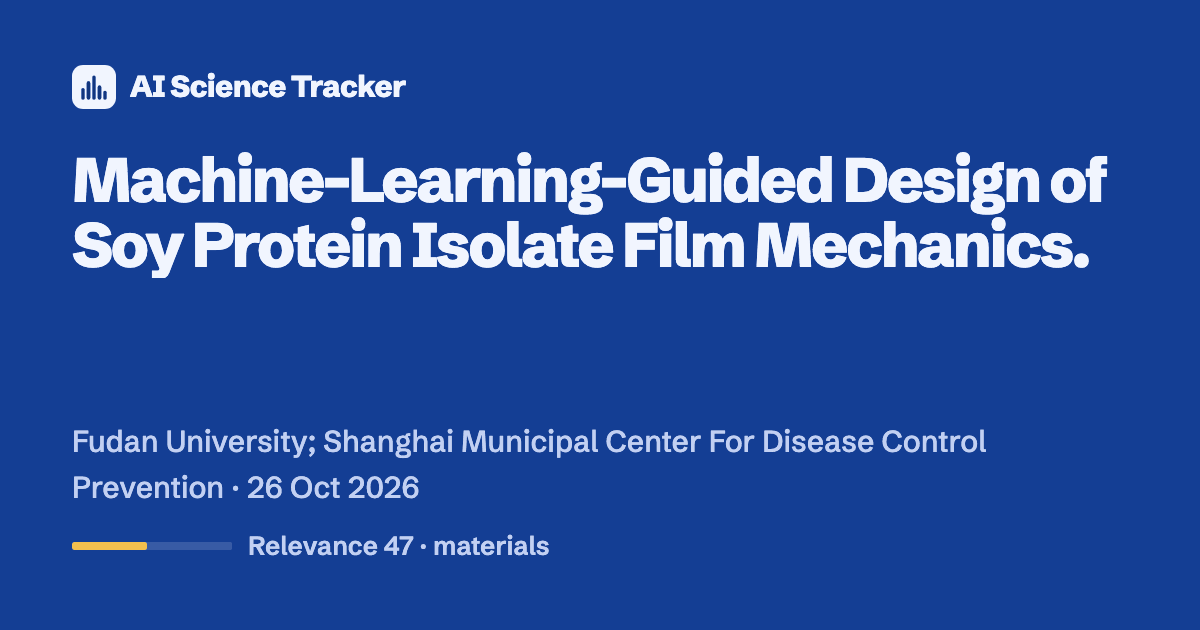 AI Science Tracker
Machine-Learning-Guided Design of
Soy Protein Isolate Film Mechanics.
Fudan University; Shanghai Municipal Center For Disease Control
Prevention · 26 Oct 2026
Relevance 47 · materials